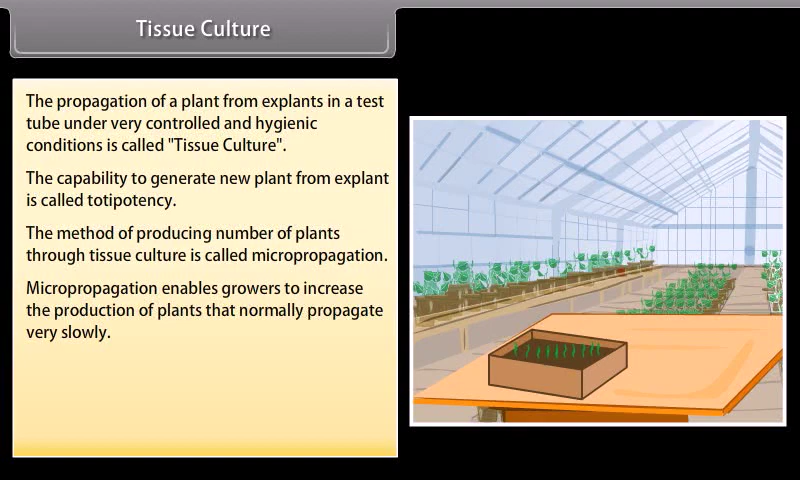 Tissue Culture
The propagation of a plant from explants in a test
tube under very controlled and hygienic
conditions is called "Tissue Culture".
The capability to generate new plant from explant
is called totipotency.
The method of producing number of plants
through tissue culture is called micropropagation.
Micropropagation enables growers to increase
the production of plants that normally propagate
very slowly.